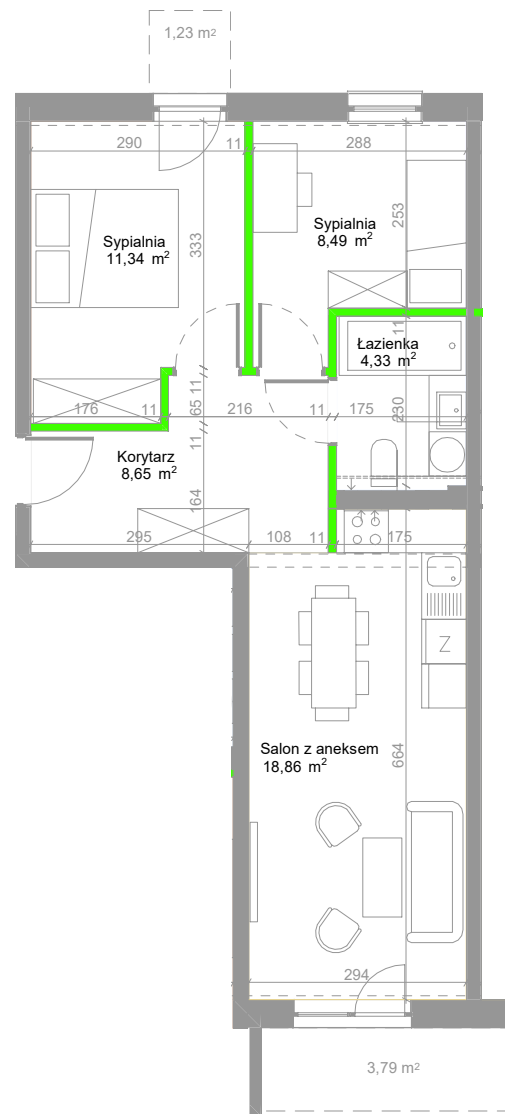 1,23 m²
290
11
288
Sypialnia
11,34 m²
333
Sypialnia
8,49 m²
253
11
Łazienka
4,33 m²
230
11
65
11
176
11
216
11
175
Korytarz
8,65 m²
164
295
108
11
175
Z
Salon z aneksem
18,86 m²
664
294
3,79 m²